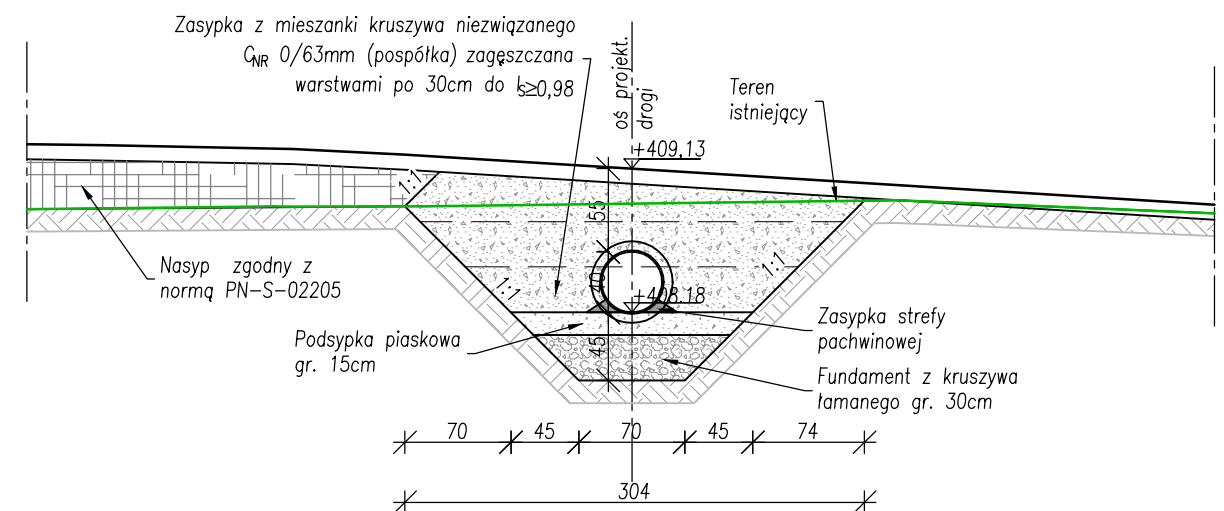 Zasypka z mieszanki kruszywa niezwiązanego
CNR 0/63mm (pospółka) zagęszczana
warstwami po 30cm do Is≥0,98
oś projekt.
drogi
Teren
istniejący
+409,13
1:1
55
Nasyp zgodny z
normą PN-S-02205
1:1
40
1:1
+408.18
Podsypka piaskowa
gr. 15cm
45
Zasypka strefy
pachwinowej
Fundament z kruszywa
łamanego gr. 30cm
70 45 70 45 74
304